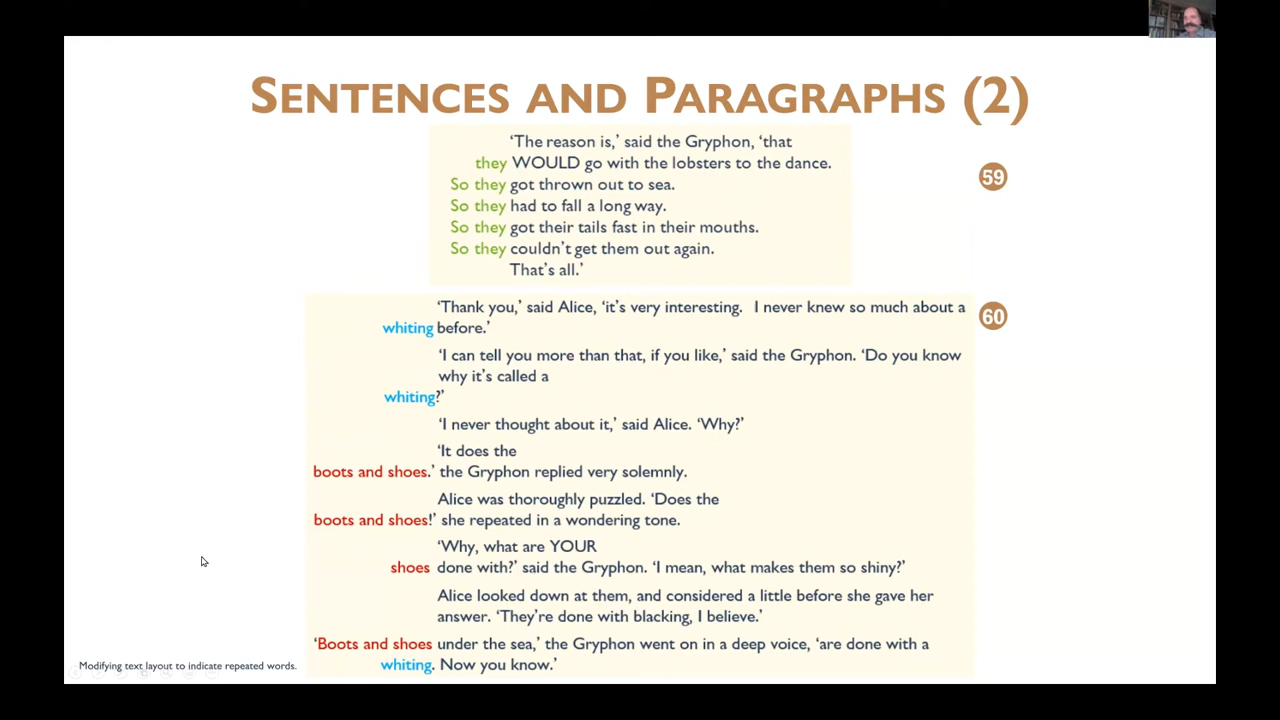 SENTENCES AND PARAGRAPHS (2)
‘The reason is,’ said the Gryphon, ‘that
they WOULD go with the lobsters to the dance.
So they got thrown out to sea.
So they had to fall a long way.
So they got their tails fast in their mouths.
So they couldn’t get them out again.
That’s all.’
59
‘Thank you,’ said Alice, ‘it’s very interesting. I never knew so much about a
whiting before.’
60
‘I can tell you more than that, if you like,’ said the Gryphon. ‘Do you know
why it’s called a
whiting?’
‘I never thought about it,’ said Alice. ‘Why?’
‘It does the
boots and shoes.’ the Gryphon replied very solemnly.
Alice was thoroughly puzzled. ‘Does the
boots and shoes!’ she repeated in a wondering tone.
‘Why, what are YOUR
shoes done with?’ said the Gryphon. ‘I mean, what makes them so shiny?’
Alice looked down at them, and considered a little before she gave her
answer. ‘They’re done with blacking, I believe.’
‘Boots and shoes under the sea,’ the Gryphon went on in a deep voice, ‘are done with a
whiting. Now you know.’
Modifying text layout to indicate repeated words.